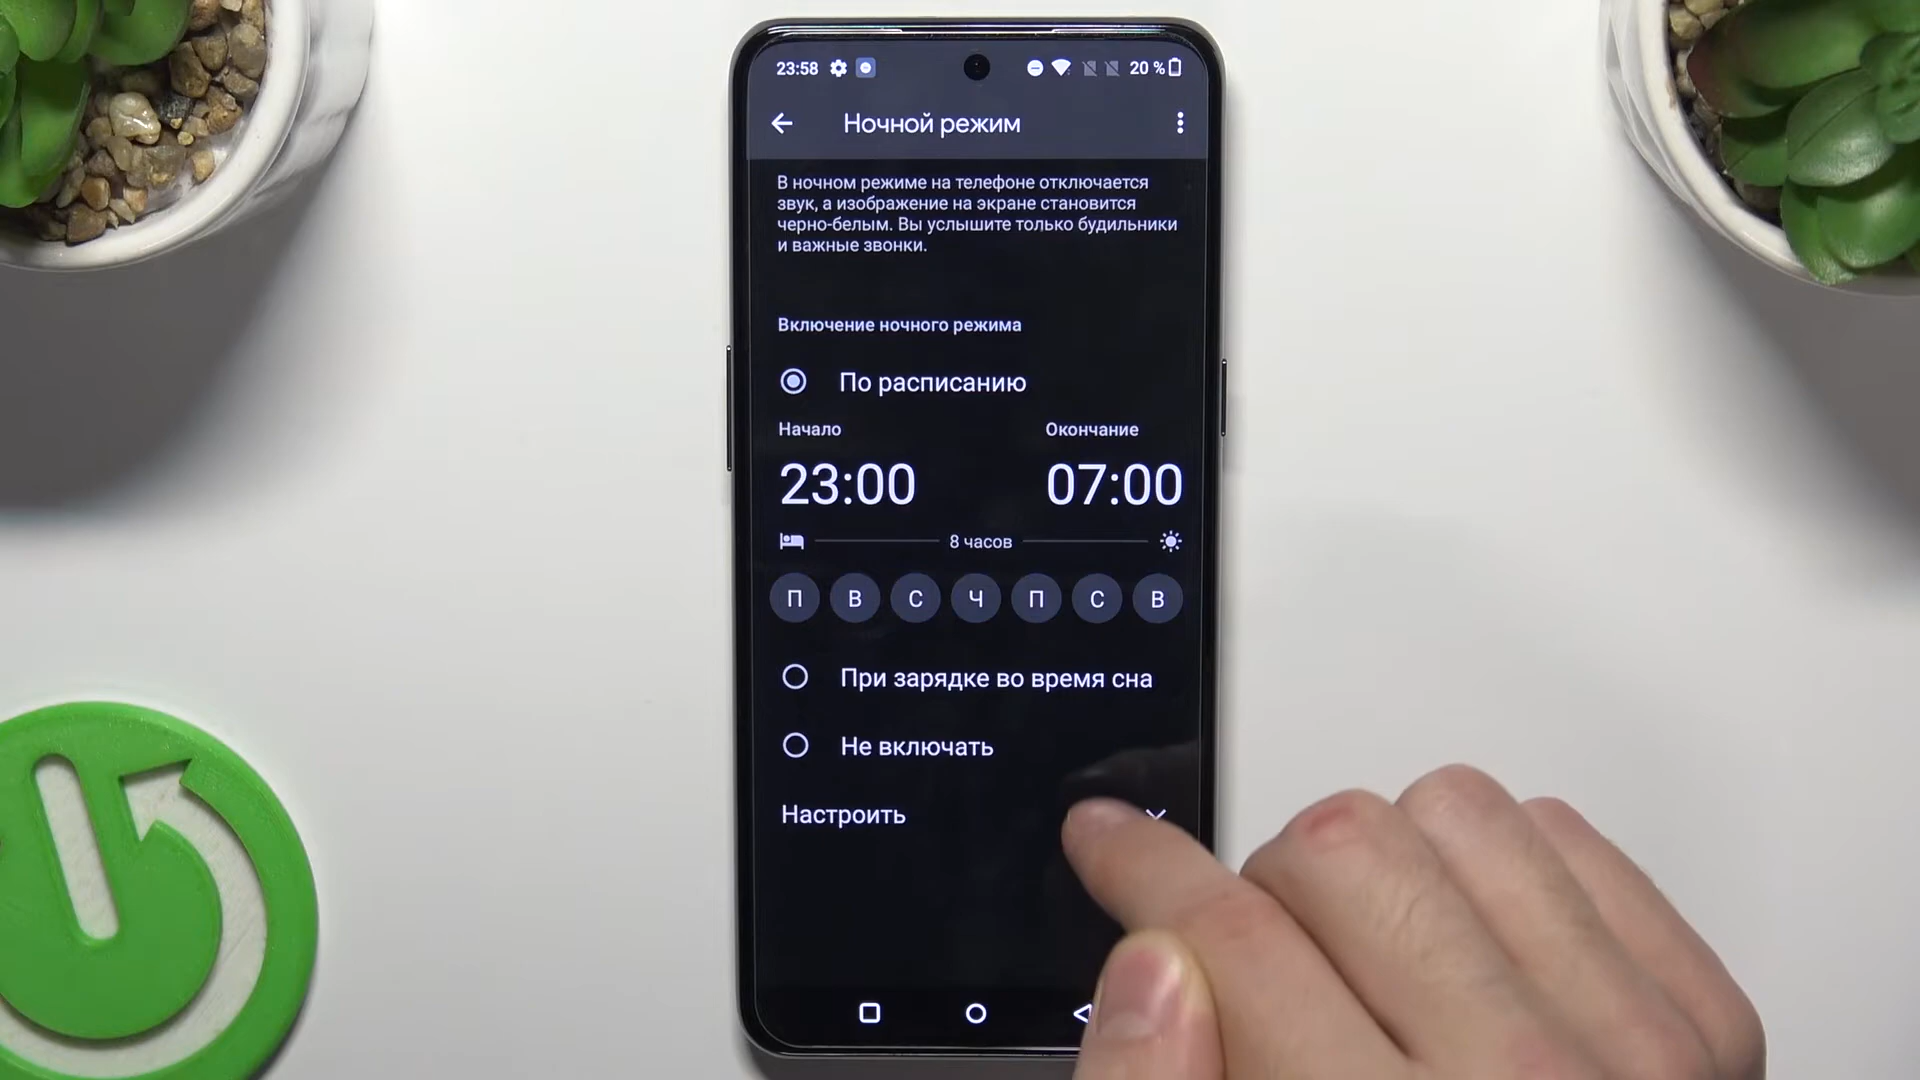 23:58
20 %
Ночной режим
В ночном режиме на телефоне отключается
звук, а изображение на экране становится
черно-белым. Вы услышите только будильники
и важные звонки.
Включение ночного режима
По расписанию
Начало Окончание
23:00 07:00
8 часов
П В С Ч П С В
При зарядке во время сна
Не включать
Настроить